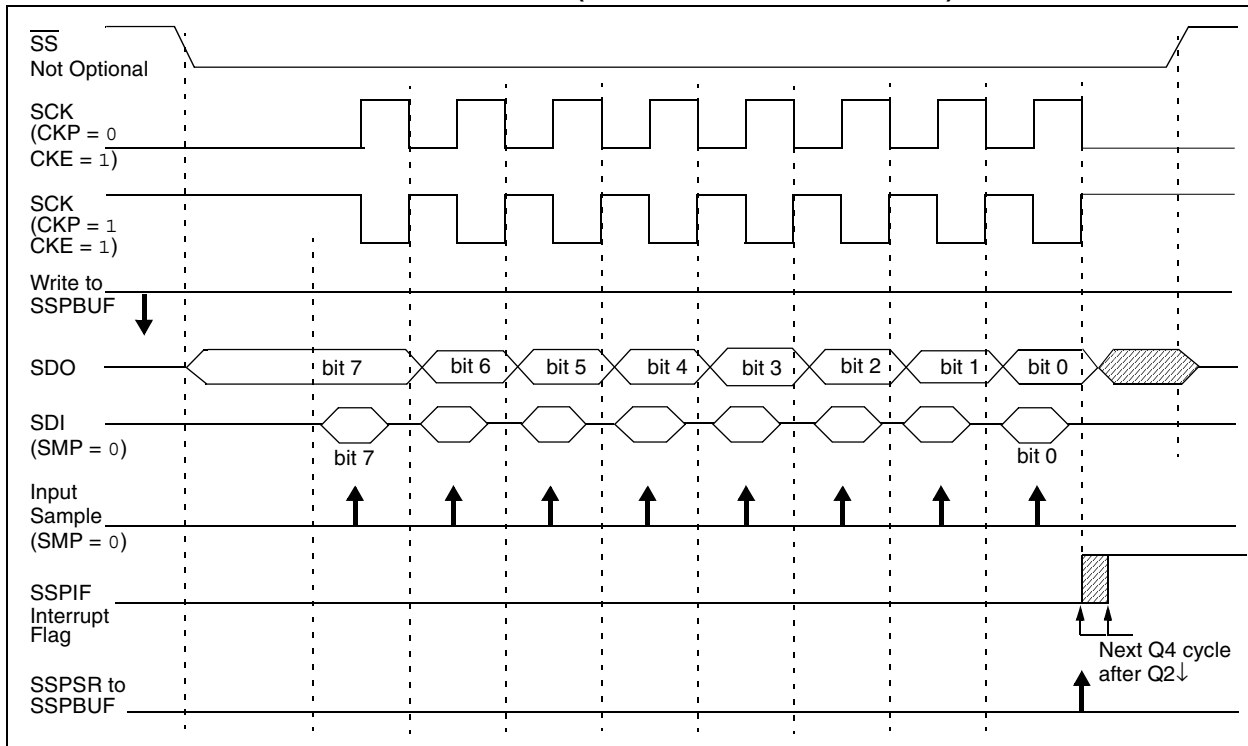 SS
Not Optional
SCK
(CKP = 0
CKE = 1)
SCK
(CKP = 1
CKE = 1)
Write to
SSPBUF
SDO
bit 7 bit 6 bit 5 bit 4 bit 3 bit 2 bit 1 bit 0
SDI
(SMP = 0)
bit 7 bit 0
Input
Sample
(SMP = 0)
SSPIF
Interrupt
Flag
Next Q4 cycle
after Q2↓
SSPSR to
SSPBUF